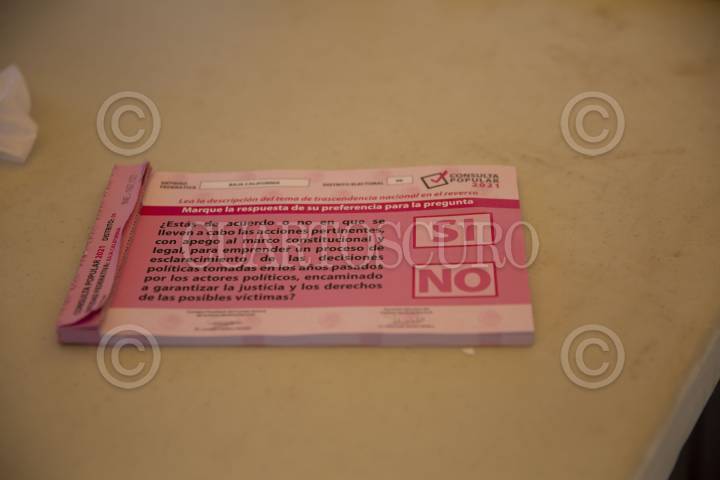 ENTIDAD FEDERATIVA
BAJA CALIFORNIA
DISTRITO ELECTORAL
CONSULTA
POPULAR
2021
Lea la descripción del tema de trascendencia nacional en el reverso
Marque la respuesta de su preferencia para la pregunta
¿Estás de acuerdo o no en que se
lleven a cabo las acciones pertinentes,
con apego al marco constitucional y
legal, para emprender un proceso de
esclarecimiento de las decisiones
políticas tomadas en los años pasados
por los actores políticos, encaminado
a garantizar la justicia y los derechos
de las posibles víctimas?
SÍ
NO
CONSULTA POPULAR 2021
CUARTOSCURO
©
©
©
©